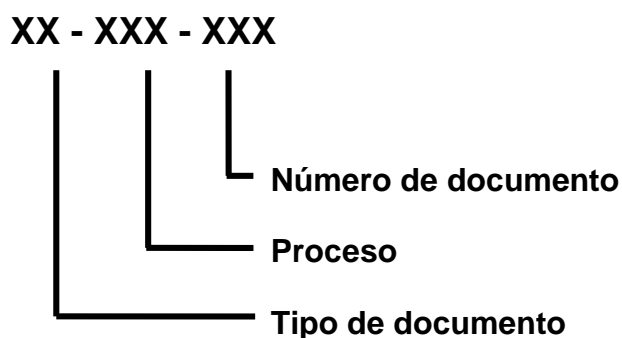 XX - XXX - XXX
Número de documento
Proceso
Tipo de documento